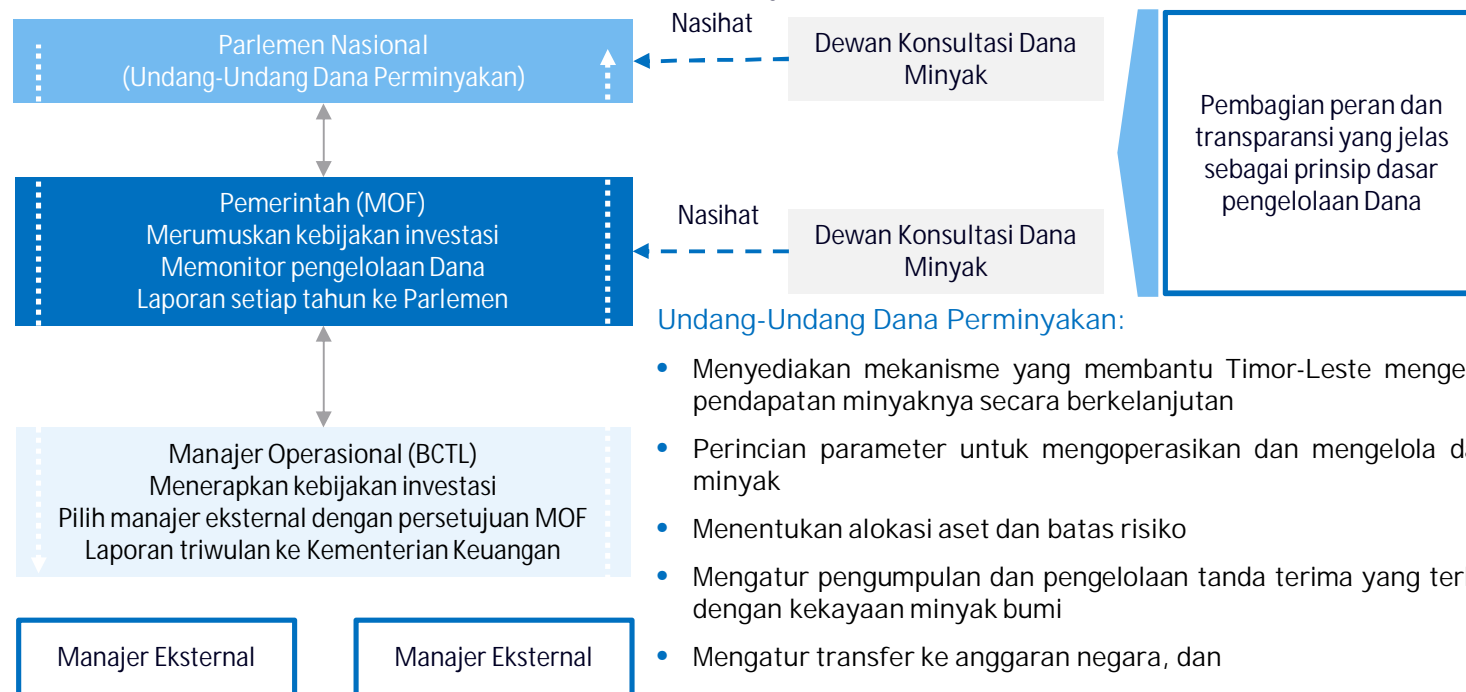 Parlemen Nasional
(Undang-Undang Dana Perminyakan)
Nasihat
Dewan Konsultasi Dana
Minyak
Pembagian peran dan
transparansi yang jelas
sebagai prinsip dasar
pengelolaan Dana
Pemerintah (MOF)
Merumuskan kebijakan investasi
Memonitor pengelolaan Dana
Laporan setiap tahun ke Parlemen
Nasihat
Dewan Konsultasi Dana
Minyak
Undang-Undang Dana Perminyakan:
• Menyediakan mekanisme yang membantu Timor-Leste
pendapatan minyaknya secara berkelanjutan
• Perincian parameter untuk mengoperasikan dan mengelola
minyak
• Menentukan alokasi aset dan batas risiko
• Mengatur pengumpulan dan pengelolaan tanda terima yang
dengan kekayaan minyak bumi
• Mengatur transfer ke anggaran negara, dan
Manajer Operasional (BCTL)
Menerapkan kebijakan investasi
Pilih manajer eksternal dengan persetujuan MOF
Laporan triwulan ke Kementerian Keuangan
Manajer Eksternal
Manajer Eksternal